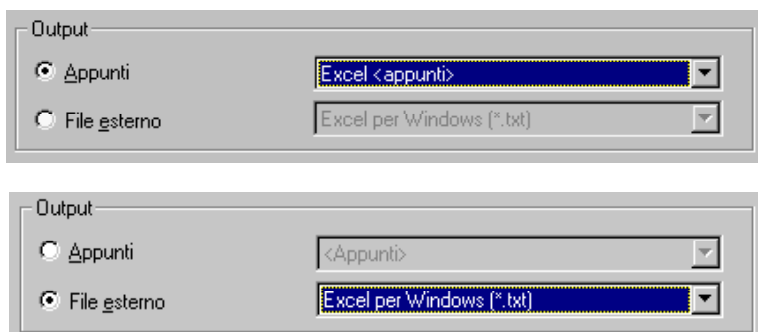 Output
Appunti Excel <appunti>
File esterno Excel per Windows (*.txt)
Output
Appunti <Appunti>
File esterno Excel per Windows (*.txt)